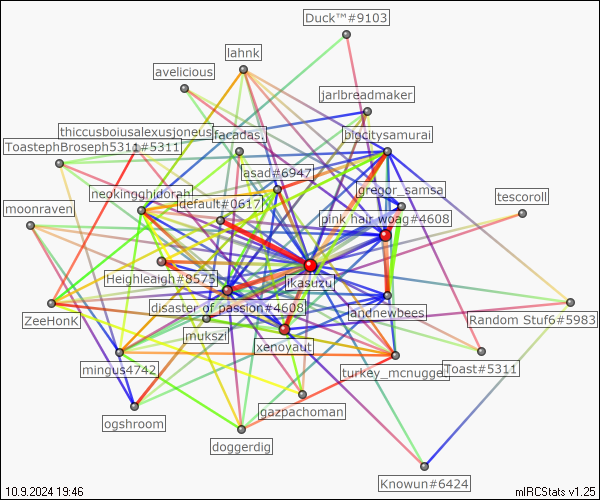 Duck™#9103
lahnk
avelicious
jarlbreadmaker
thiccusboiusalexusjoneus
facadas.
bigcitysamurai
ToastephBroseph5311#5311
asad#6947
neokingghidorah
gregor_samsa
default#0617
moonraven
pink hair woag#4608
tescoroll
Heighleaigh#8575
ikasuzu
disaster of passion#4608
ZeeHonK
andnewbees
Random Stuf6#5983
mukszi
xenovaut
mingus4742
turkey_mcnugget
Toast#5311
gazpachoman
ogshroom
doggerdig
Knowun#6424
10.9.2024 19:46
mIRCStats v1.25